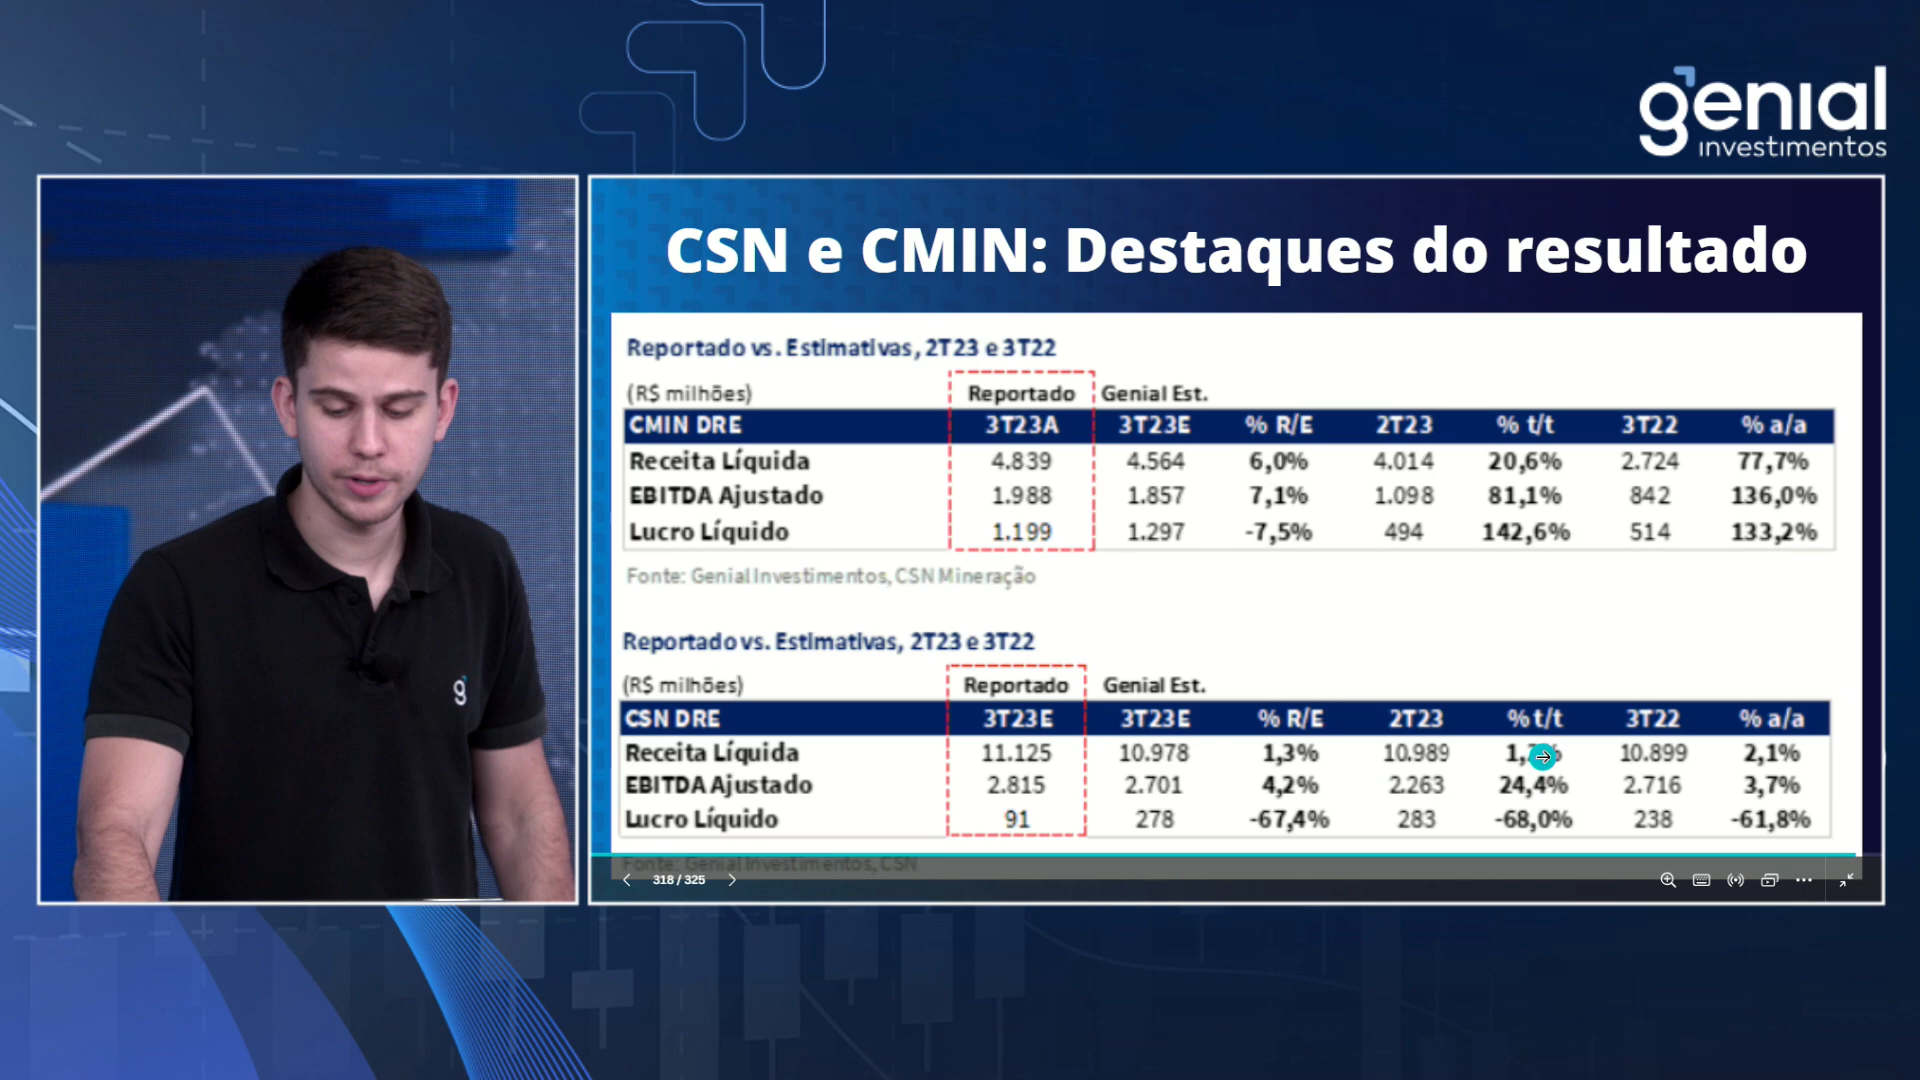 genial
investimentos
CSN e CMIN: Destaques do resultado
Reportado vs. Estimativas, 2T23 e 3T22
(R$ milhões) Reportado Genial Est.
CMIN DRE 3T23A 3T23E % R/E 2T23 % t/t 3T22 % a/a
Receita Líquida 4.839 4.564 6,0% 4.014 20,6% 2.724 77,7%
EBITDA Ajustado 1.988 1.857 7,1% 1.098 81,1% 842 136,0%
Lucro Líquido 1.199 1.297 -7,5% 494 142,6% 514 133,2%
Fonte: Genial Investimentos, CSN Mineração
Reportado vs. Estimativas, 2T23 e 3T22
(R$ milhões) Reportado Genial Est.
CSN DRE 3T23E 3T23E % R/E 2T23 % t/t 3T22 % a/a
Receita Líquida 11.125 10.978 1,3% 10.989 10.899 2,1%
EBITDA Ajustado 2.815 2.701 4,2% 2.263 24,4% 2.716 3,7%
Lucro Líquido 91 278 -67,4% 283 -68,0% 238 -61,8%
Fonte: Genial Investimentos, CSN
318 / 325
g